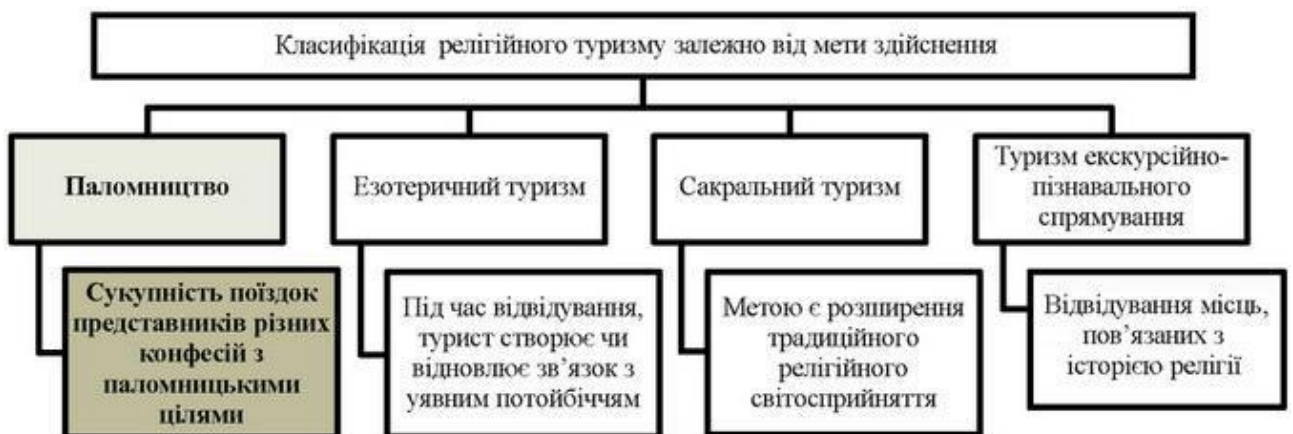 Класифікація релігійного туризму залежно від мети здійснення
Паломництво
Езотеричний туризм
Сакральний туризм
Туризм екскурсійно-
пізнавального
спрямування
Сукупність поїздок
представників різних
конфесій з
паломницькими
цілями
Під час відвідування,
турист створює чи
відновлює зв’язок з
уявним потойбіччям
Метою є розширення
традиційного
релігійного
світосприйняття
Відвідування місць,
пов’язаних з
історією релігії